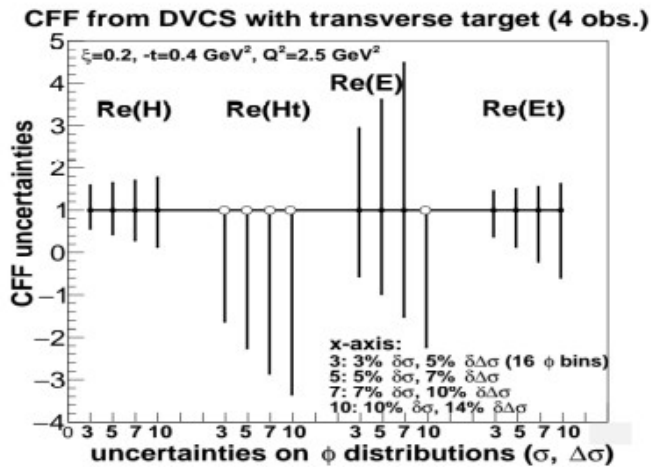 CFF from DVCS with transverse target (4 obs.)
ξ=0.2, -t=0.4 GeV², Q²=2.5 GeV²
Re(H)
Re(Ht)
Re(E)
Re(Et)
CFF uncertainties
5
4
3
2
1
0
−1
−2
−3
−4
x-axis:
3: 3% δσ, 5% δΔσ (16 ϕ bins)
5: 5% δσ, 7% δΔσ
7: 7% δσ, 10% δΔσ
10: 10% δσ, 14% δΔσ
0 3 5 7 10 3 5 7 10 3 5 7 10 3 5 7 10
uncertainties on ϕ distributions (σ, Δσ)